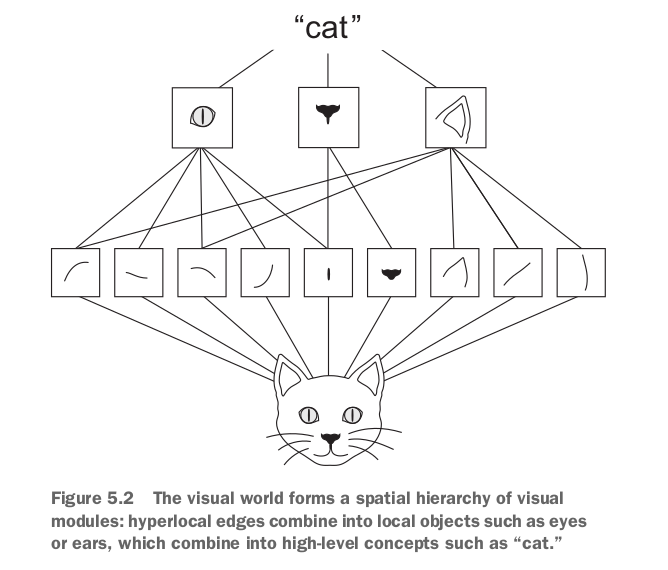 “cat”
Figure 5.2 The visual world forms a spatial hierarchy of visual
modules: hyperlocal edges combine into local objects such as eyes
or ears, which combine into high-level concepts such as “cat.”